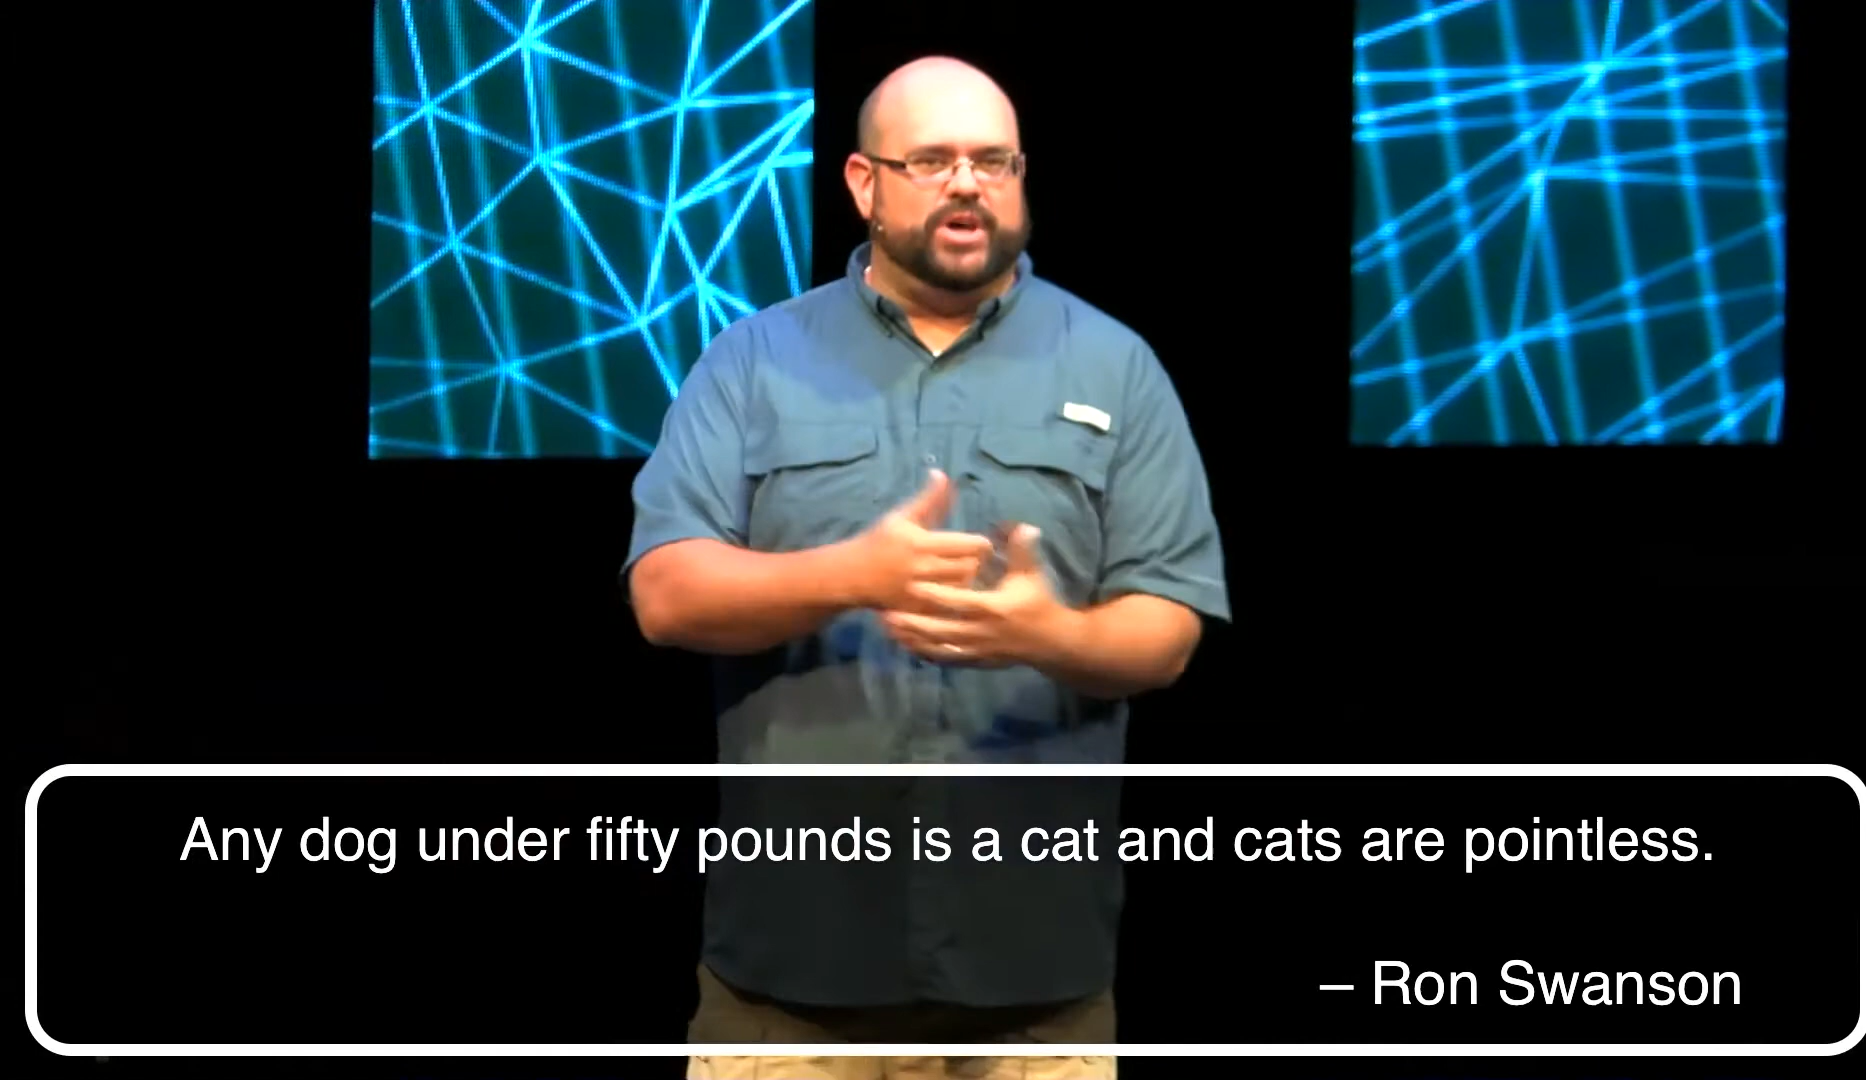 Any dog under fifty pounds is a cat and cats are pointless.
– Ron Swanson